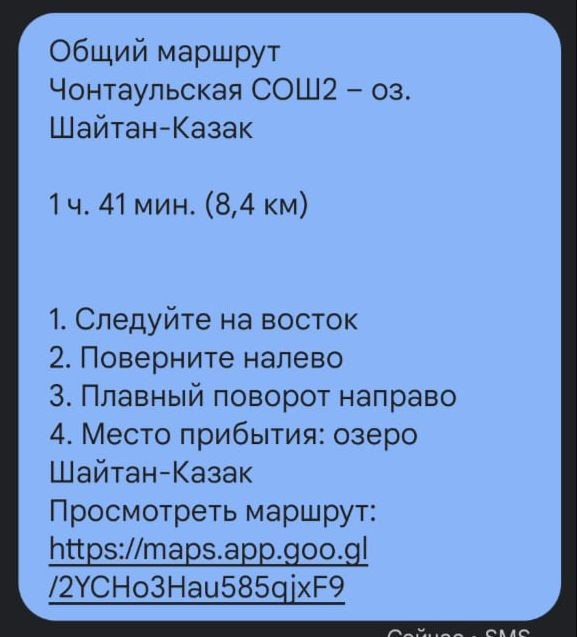 Общий маршрут
Чонтаульская СОШ2 – оз.
Шайтан-Казак
1 ч. 41 мин. (8,4 км)
1. Следуйте на восток
2. Поверните налево
3. Плавный поворот направо
4. Место прибытия: озеро
Шайтан-Казак
Просмотреть маршрут:
https://maps.app.goo.gl
/2YCHo3Hau585qjxF9
Сейчас • SMS